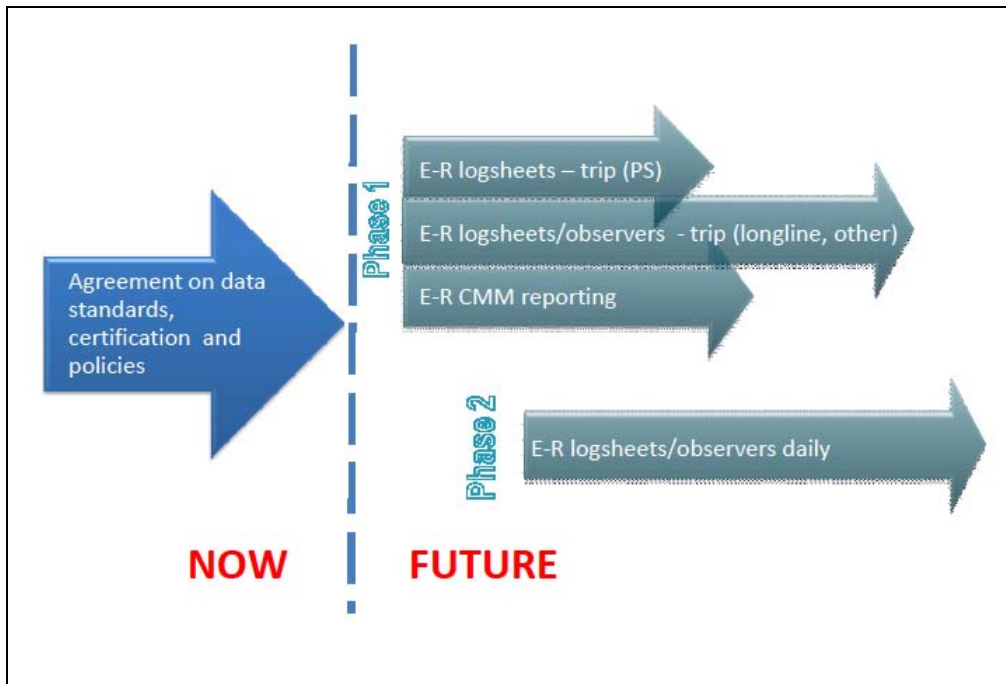 Agreement on data
standards,
certification and
policies
Phase 1
E-R logsheets – trip (PS)
E-R logsheets/observers - trip (longline, other)
E-R CMM reporting
Phase 2
E-R logsheets/observers daily
NOW
FUTURE